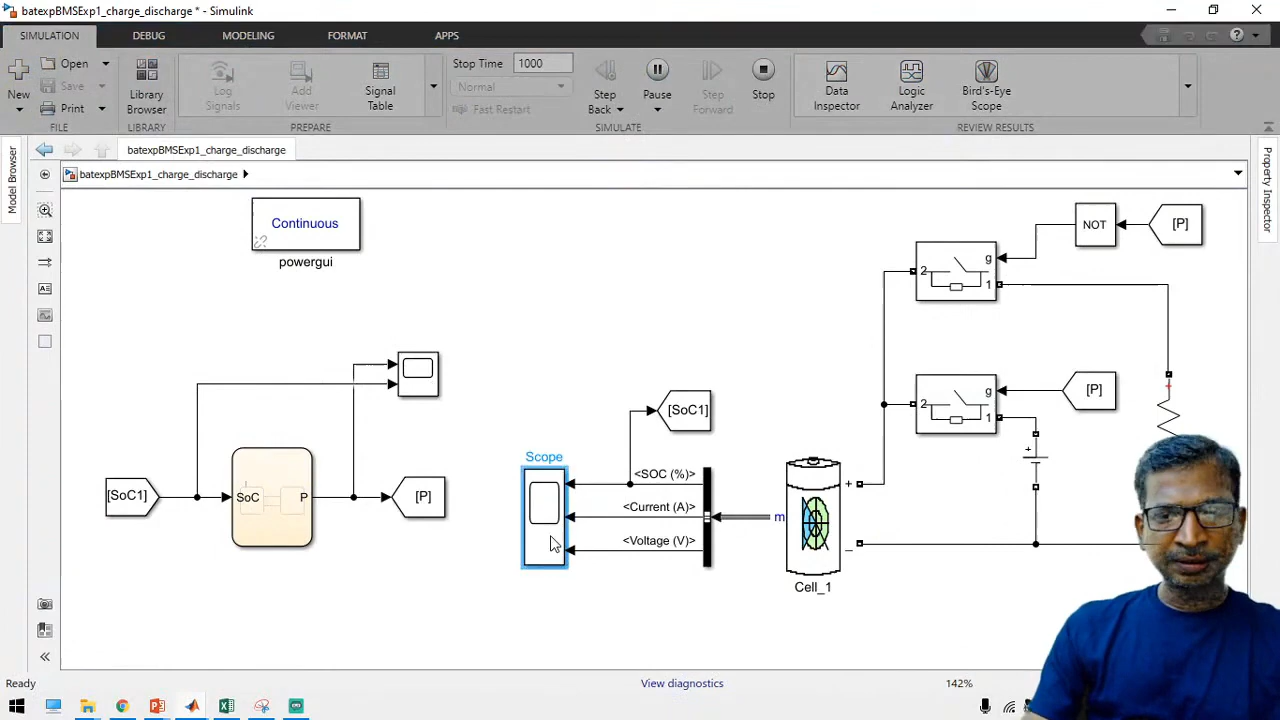 batexpBMSExp1_charge_discharge * - Simulink
SIMULATION
DEBUG
MODELING
FORMAT
APPS
New
Open
Save
Print
FILE
Library
Browser
LIBRARY
Log
Signals
Add
Viewer
Signal
Table
PREPARE
Stop Time
1000
Normal
Fast Restart
Step
Back
Pause
Step
Forward
Stop
SIMULATE
Data
Inspector
Logic
Analyzer
Bird's-Eye
Scope
REVIEW RESULTS
batexpBMSExp1_charge_discharge
batexpBMSExp1_charge_discharge
Model Browser
Property Inspector
Continuous
powergui
NOT
[P]
g
2
1
g
2
1
[P]
[SoC1]
Scope
<SOC (%)>
<Current (A)>
<Voltage (V)>
m
+
_
Cell_1
+
+
[SoC1]
SoC
P
[P]
Ready
View diagnostics
142%